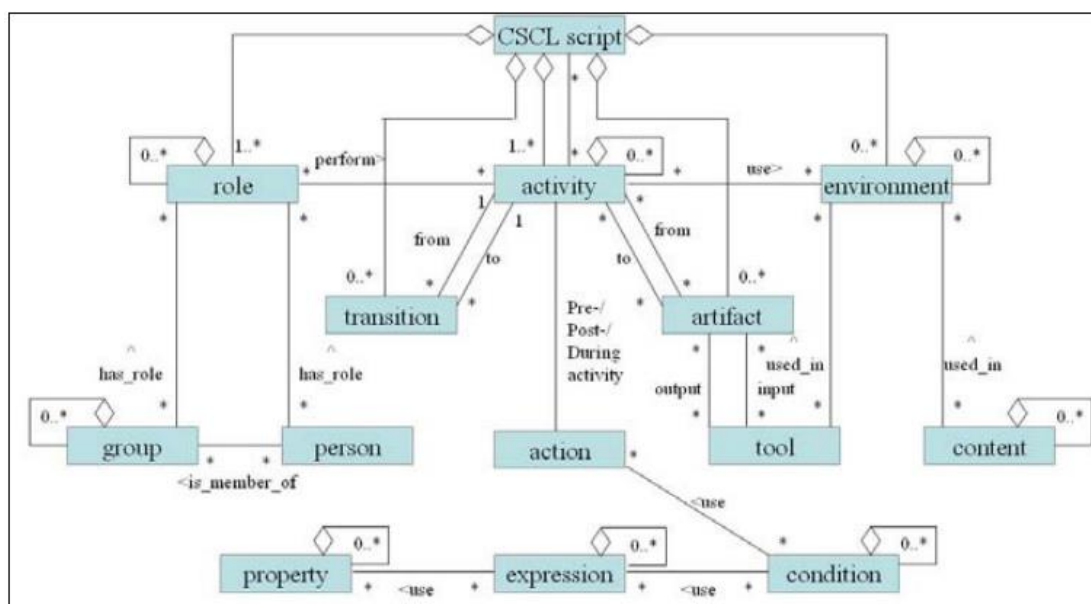 CSCL script
*
0..*
1..*
perform>
1..*
*
0..*
use>
0..*
0..*
role
*
*
activity
*
*
environment
*
*
1
1
*
*
*
*
from
to
from
to
0..*
*
*
*
*
0..*
transition
artifact
Pre-/
Post-/
During
activity
^
has_role
^
has_role
*
*
^
used_in
^
used_in
output
input
0..*
*
*
*
*
*
*
0..*
group
person
action
tool
content
*
*
<is_member_of
*
<use
*
0..*
0..*
0..*
property
expression
condition
*
<use
*
*
<use
*